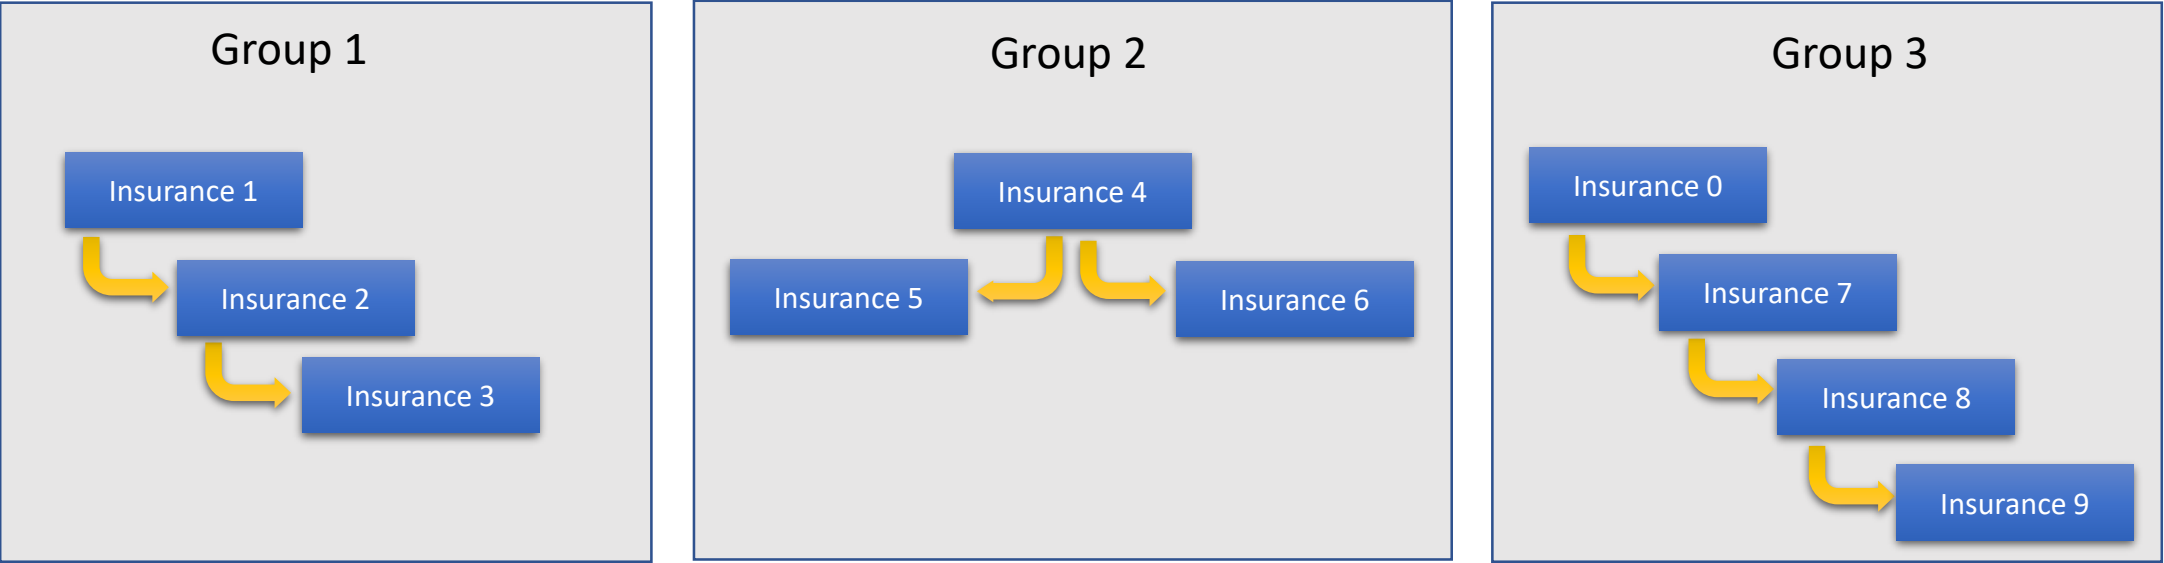 Group 1
Insurance 1
Insurance 2
Insurance 3
Group 2
Insurance 4
Insurance 5
Insurance 6
Group 3
Insurance 0
Insurance 7
Insurance 8
Insurance 9